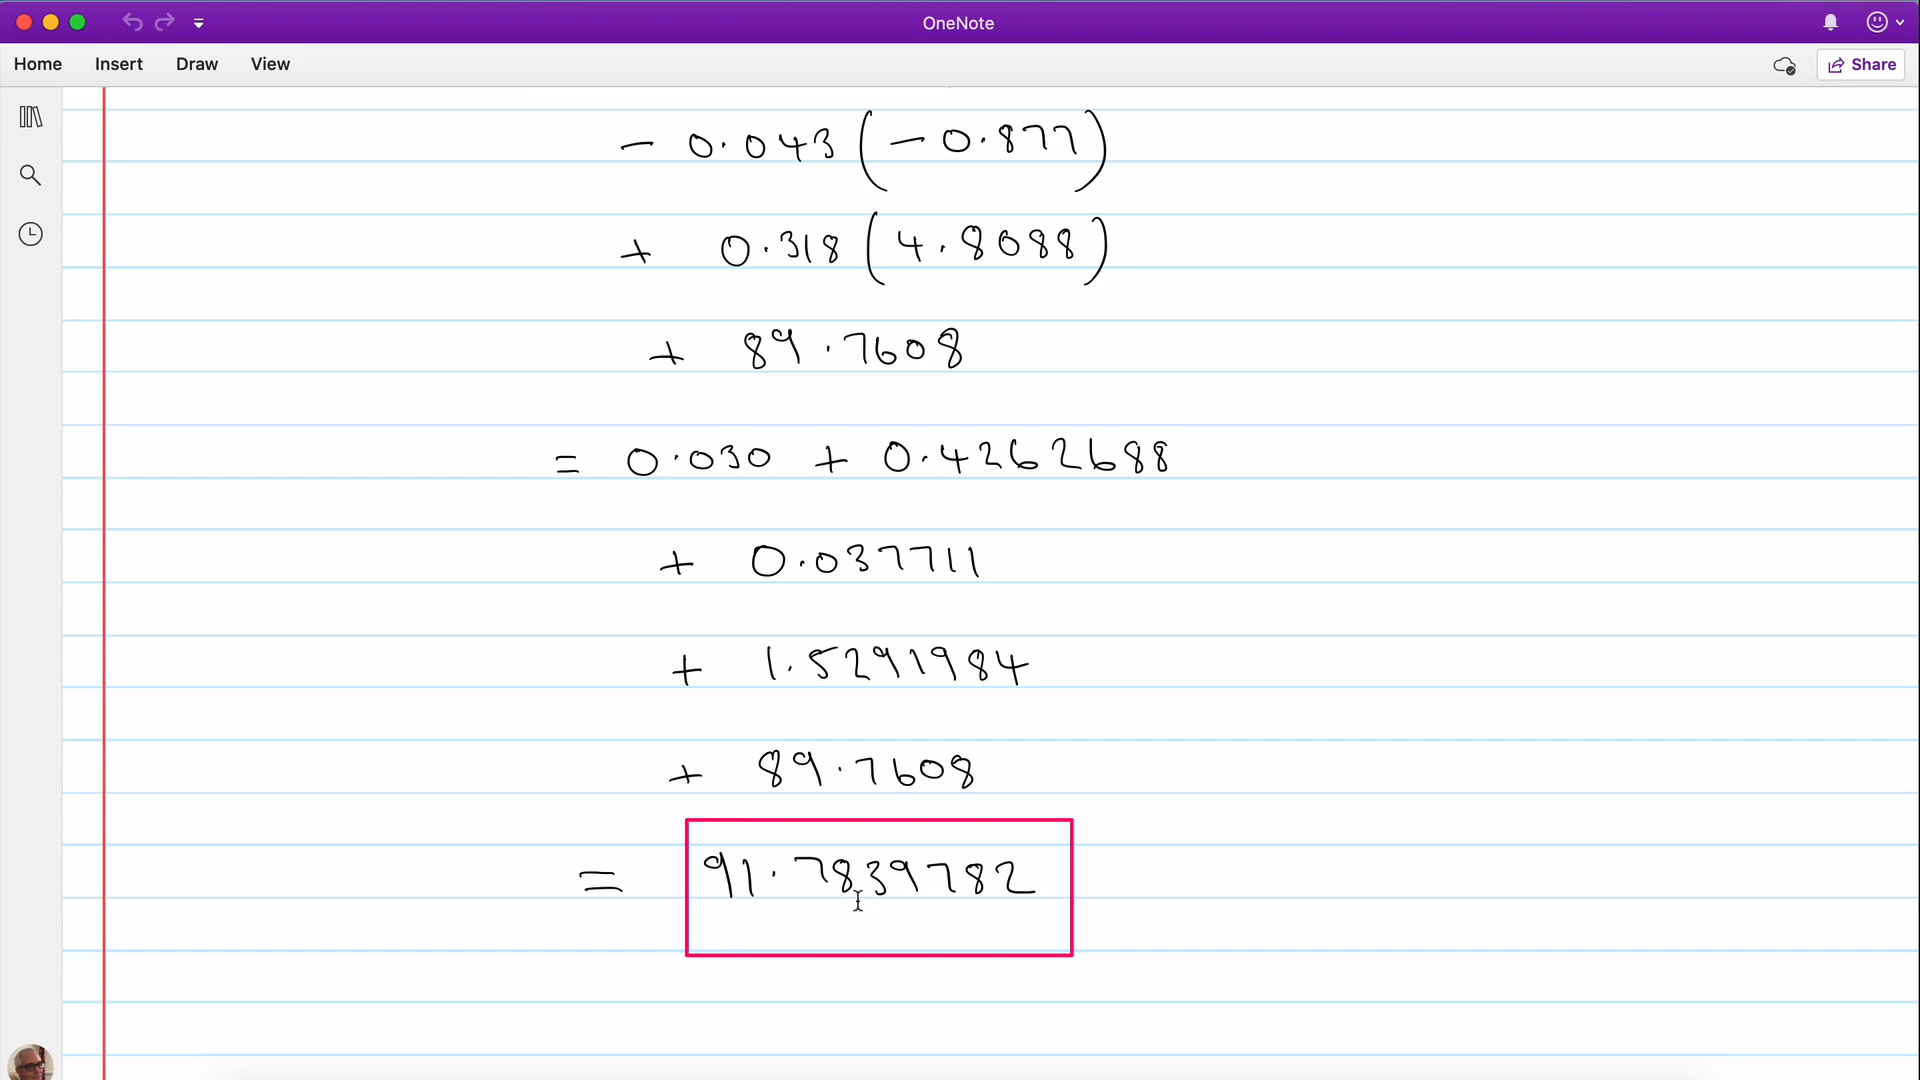 OneNote
Home Insert Draw View Share
- 0.043 (- 0.877)
+ 0.318 (4.8088)
+ 89.7608
= 0.030 + 0.4262688
+ 0.037711
+ 1.5291984
+ 89.7608
= 91.7839782